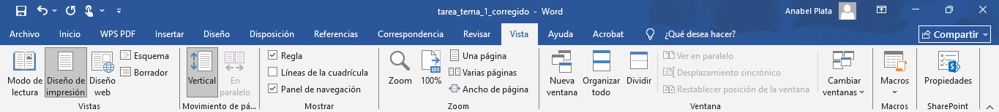 tarea_tema_1_corregido - Word
Anabel Plata
Archivo Inicio WPS PDF Insertar Diseño Disposición Referencias Correspondencia Revisar Vista Ayuda Acrobat ¿Qué desea hacer? Compartir
Modo de lectura
Diseño de impresión
Diseño web
Esquema
Borrador
Vistas
Vertical
En paralelo
Movimiento de pá...
Regla
Líneas de la cuadrícula
Panel de navegación
Mostrar
Zoom
100
100%
Una página
Varias páginas
Ancho de página
Zoom
Nueva ventana
Organizar todo
Dividir
Ver en paralelo
Desplazamiento sincrónico
Restablecer posición de la ventana
Cambiar ventanas
Ventana
Macros
Macros
Propiedades
SharePoint